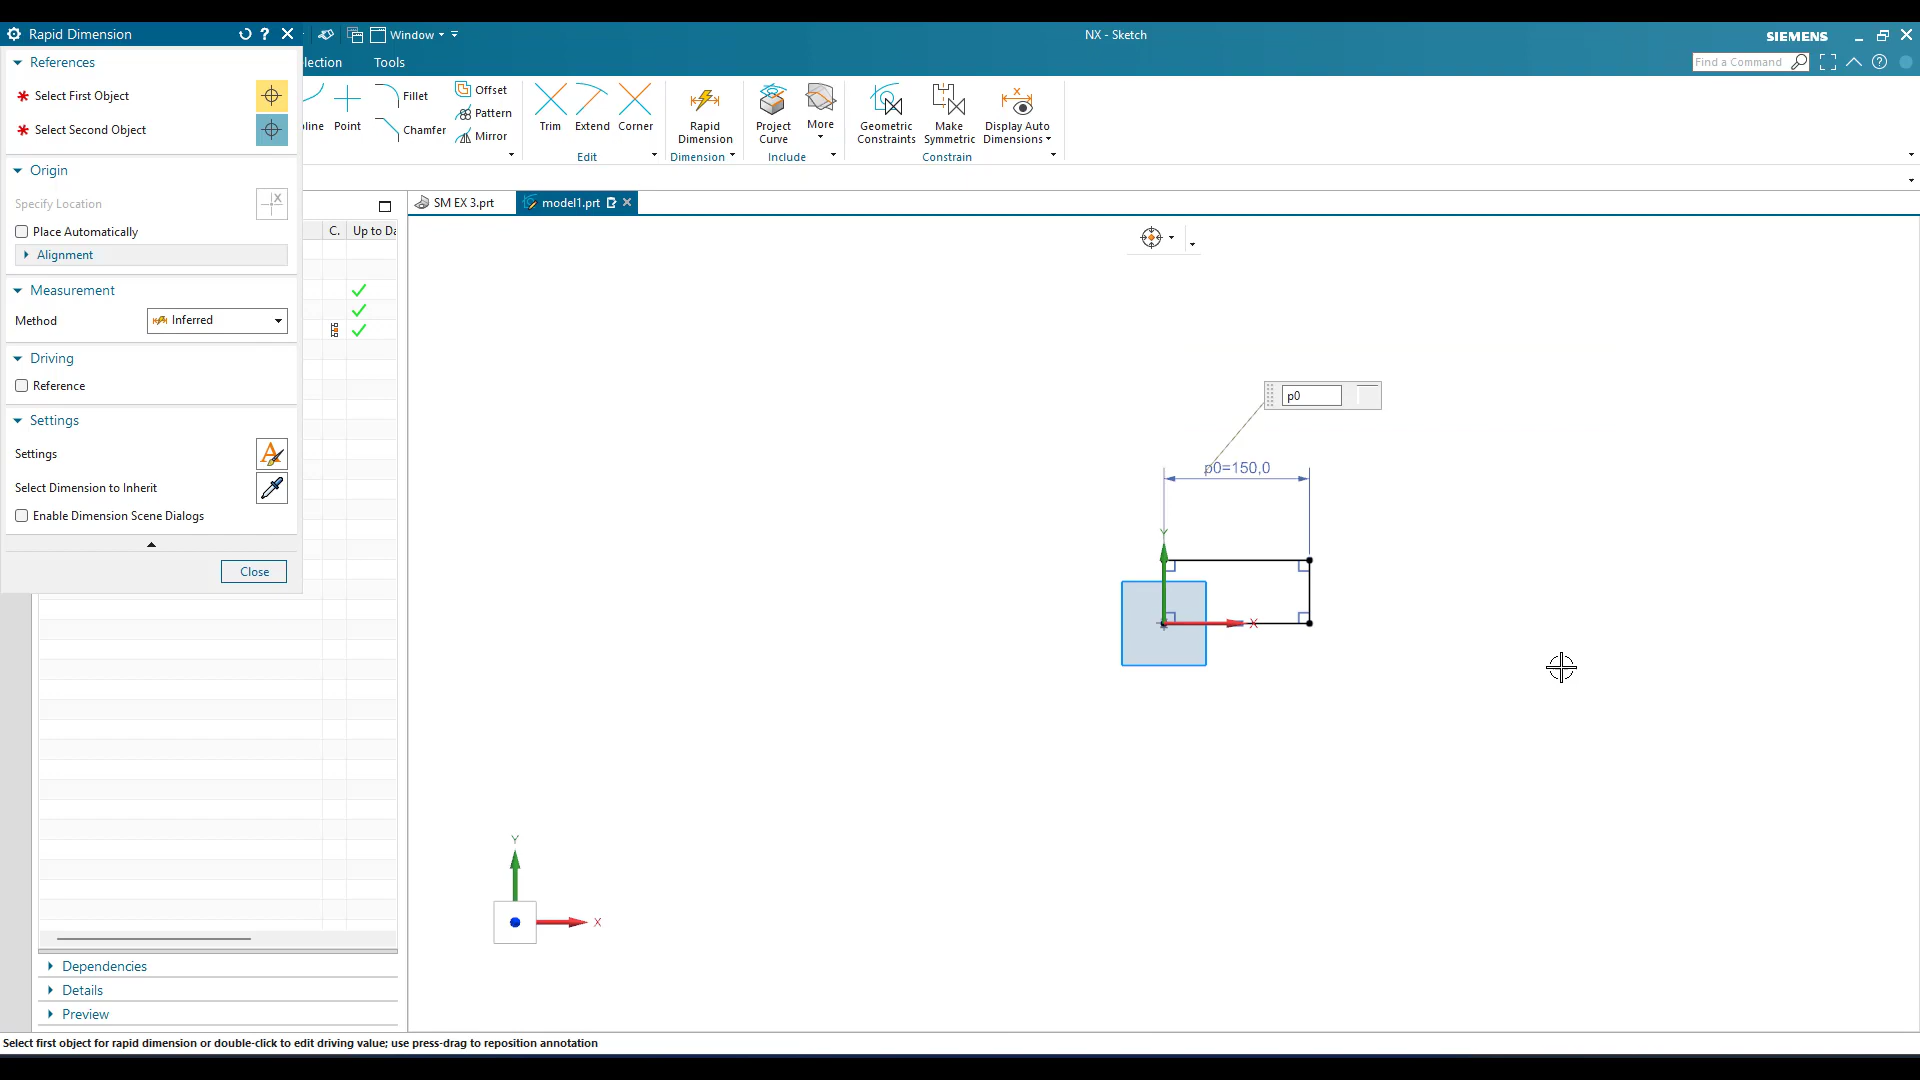 Rapid Dimension
Window
NX - Sketch
SIEMENS
References
lection
Tools
Find a Command
Select First Object
Select Second Object
Fillet
Offset
Pattern
Chamfer
Mirror
pline
Point
Trim
Extend
Corner
Edit
Rapid Dimension
Dimension
Project Curve
More
Include
Geometric Constraints
Make Symmetric
Display Auto Dimensions
Constrain
Origin
Specify Location
Place Automatically
Alignment
SM EX 3.prt
model1.prt
C.
Up to Da
Measurement
Method
Inferred
Driving
Reference
Settings
Settings
Select Dimension to Inherit
Enable Dimension Scene Dialogs
Close
p0
p0=150,0
Y
X
Y
X
Dependencies
Details
Preview
Select first object for rapid dimension or double-click to edit driving value; use press-drag to reposition annotation